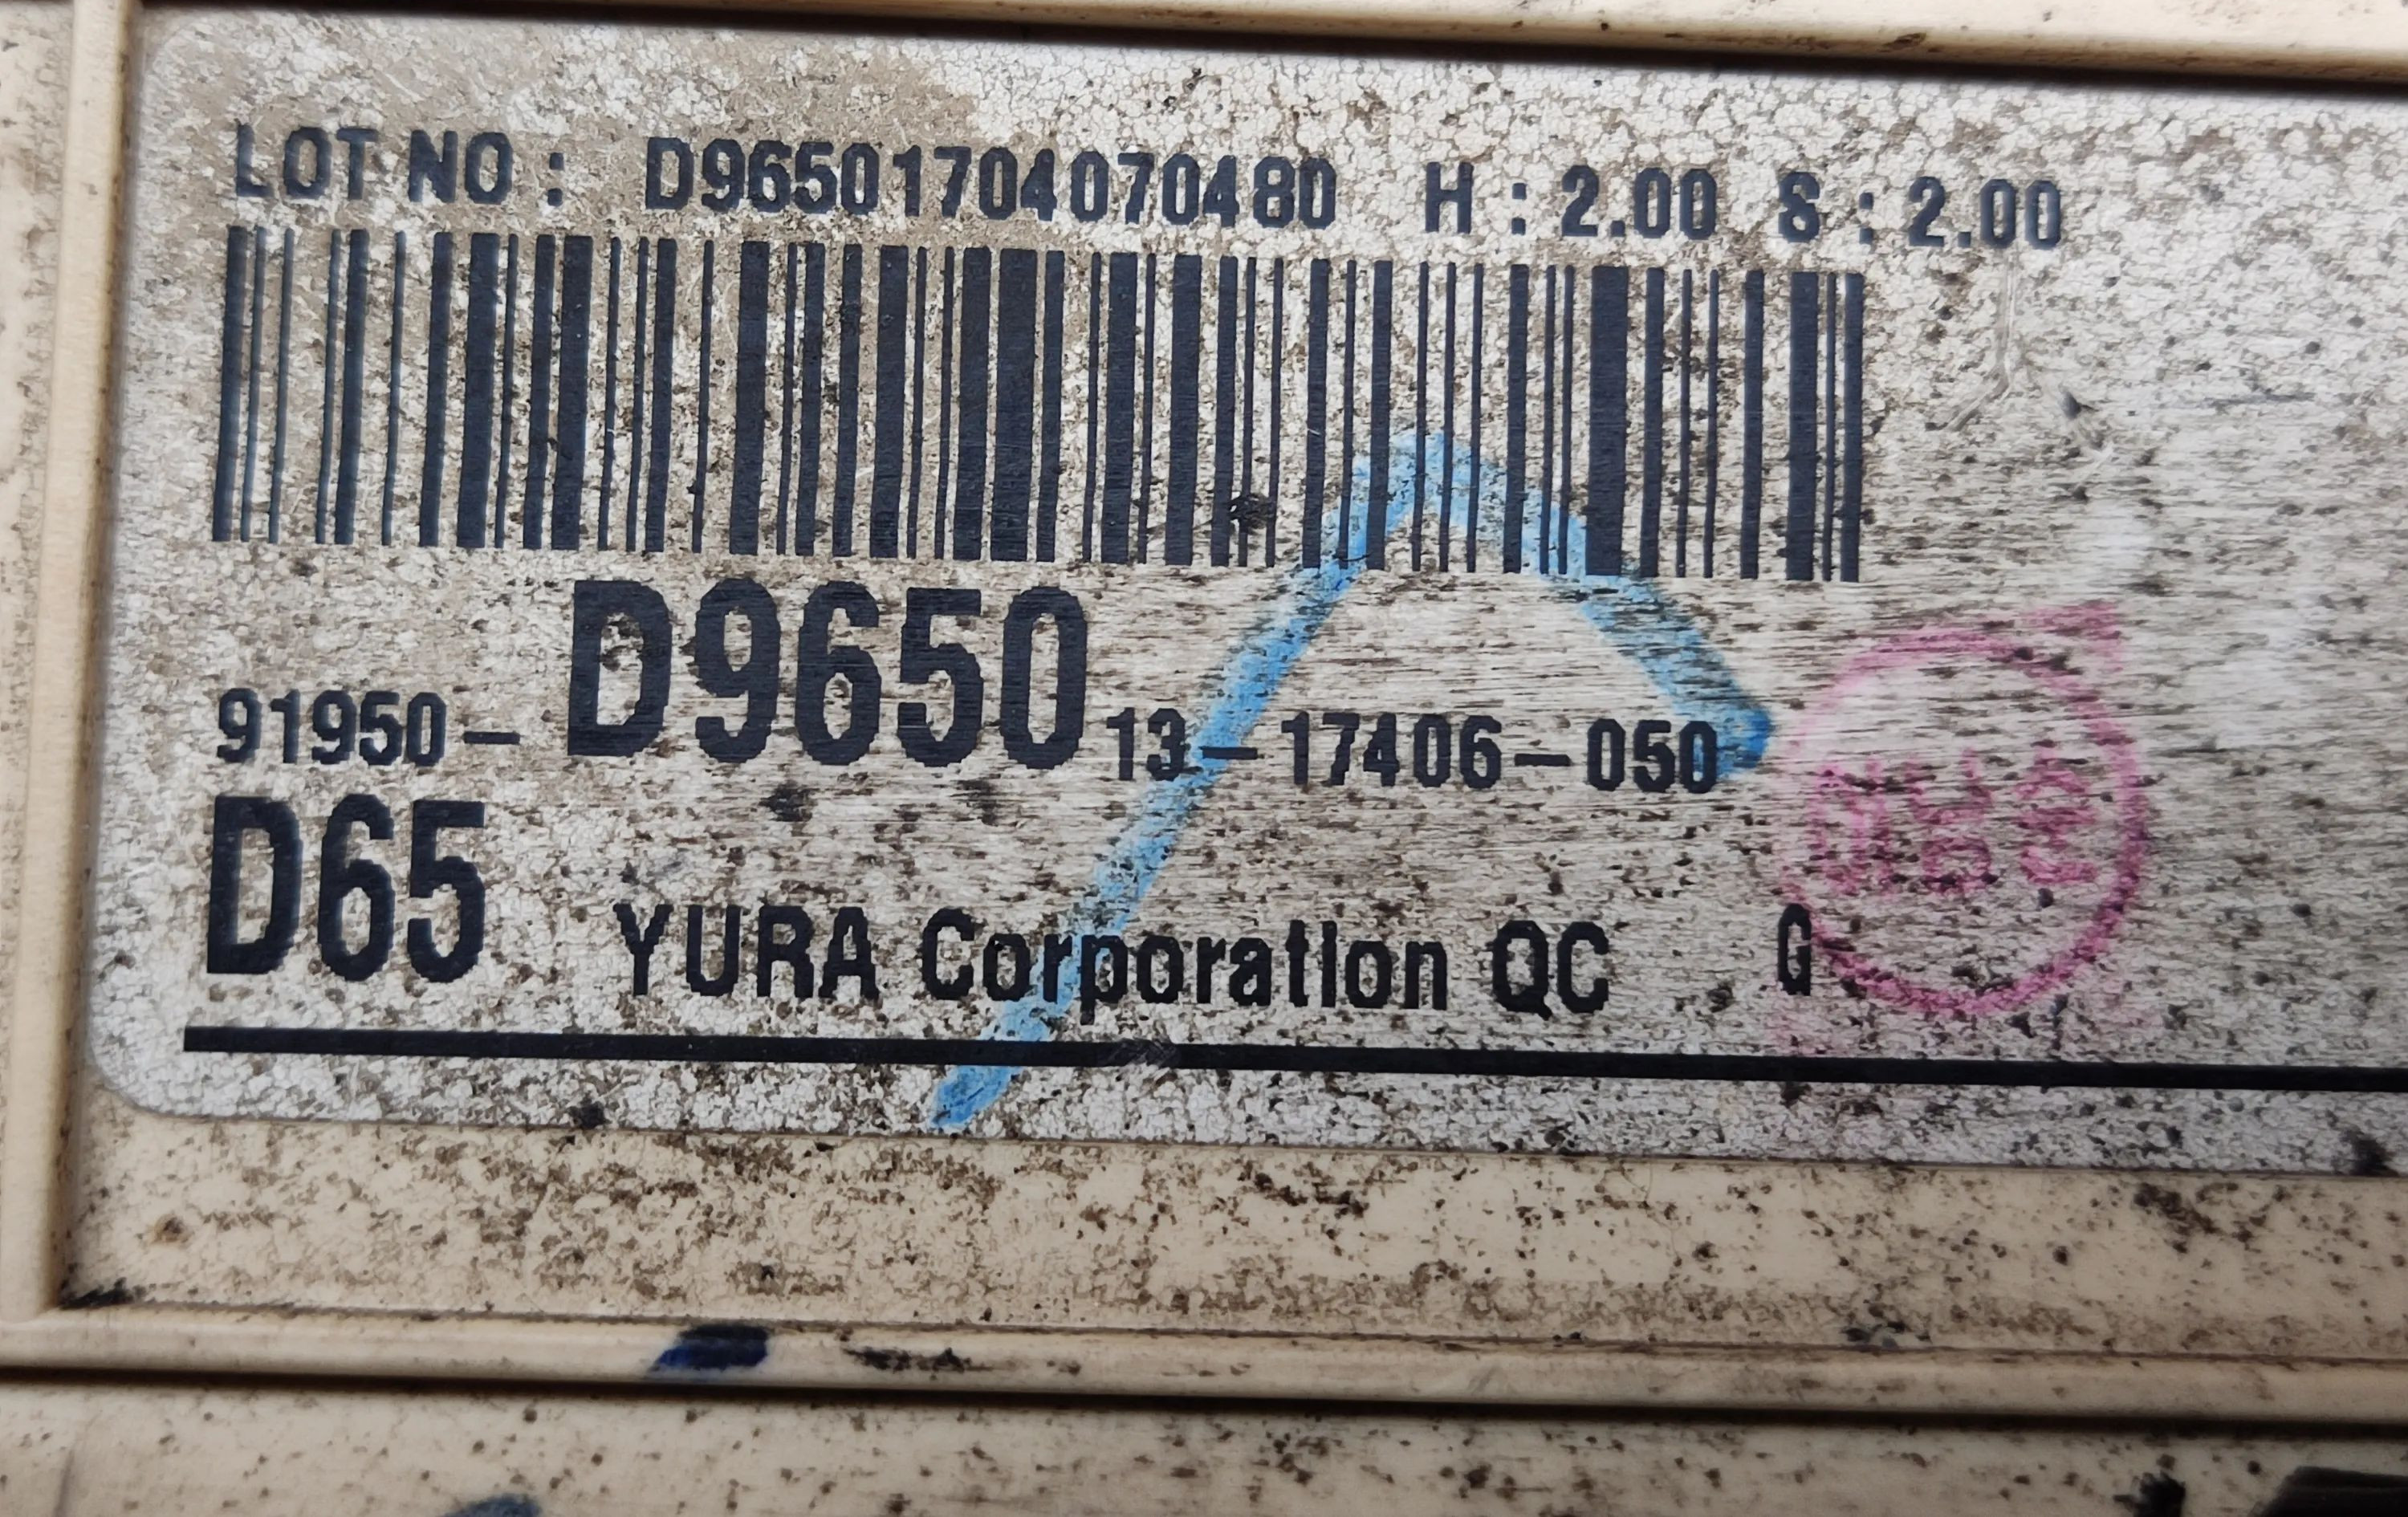 LOT NO : D96501704070480 H : 2.00 S : 2.00
91950- D9650 13-17406-050
D65 YURA Corporation QC G